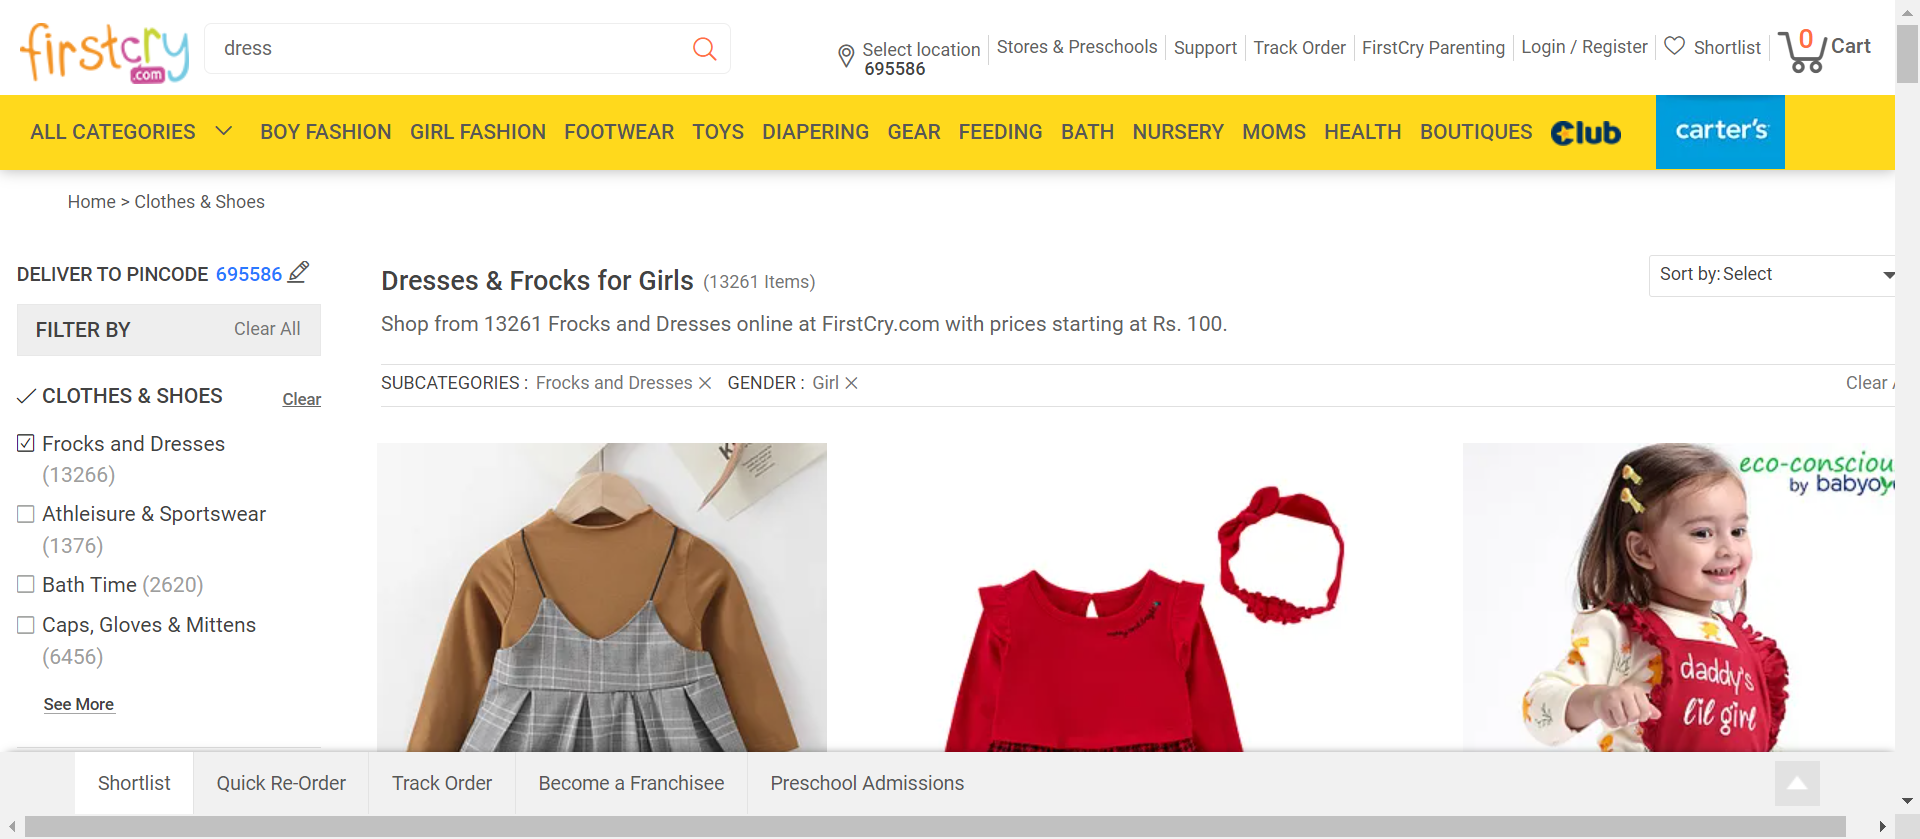 firstcry
.com
dress
Select location
695586
Stores & Preschools
Support
Track Order
FirstCry Parenting
Login / Register
Shortlist
0
Cart
ALL CATEGORIES
BOY FASHION
GIRL FASHION
FOOTWEAR
TOYS
DIAPERING
GEAR
FEEDING
BATH
NURSERY
MOMS
HEALTH
BOUTIQUES
Club
carter's
Home > Clothes & Shoes
DELIVER TO PINCODE 695586
FILTER BY
Clear All
CLOTHES & SHOES
Clear
Frocks and Dresses
(13266)
Athleisure & Sportswear
(1376)
Bath Time (2620)
Caps, Gloves & Mittens
(6456)
See More
Dresses & Frocks for Girls (13261 Items)
Sort by: Select
Shop from 13261 Frocks and Dresses online at FirstCry.com with prices starting at Rs. 100.
SUBCATEGORIES : Frocks and Dresses
GENDER : Girl
Clear
eco-consciou
by babyoy
daddy's
lil girl
Shortlist
Quick Re-Order
Track Order
Become a Franchisee
Preschool Admissions